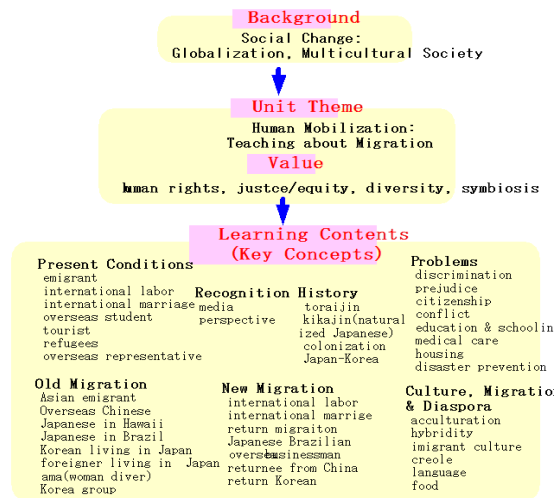 Background
Social Change:
Globalization, Multicultural Society
Unit Theme
Human Mobilization:
Teaching about Migration
Value
human rights, justce/equity, diversity, symbiosis
Learning Contents
(Key Concepts)
Present Conditions
emigrant
international labor
international marriage
overseas student
tourist
refugees
overseas representative
Recognition
media
perspective
History
toraijin
kikajin(natural
ized Japanese)
colonization
Japan-Korea
Problems
discrimination
prejudice
citizenship
conflict
education & schoolin
medical care
housing
disaster prevention
Old Migration
Asian emigrant
Overseas Chinese
Japanese in Hawaii
Japanese in Brazil
Korean living in Japan
foreigner living in Japan
ama(woman diver)
Korea group
New Migration
international labor
international marrige
return migraiton
Japanese Brazilian
returnee from China
return Korean
Culture, Migration
& Diaspora
acculturation
hybridity
imigrant culture
creole
language
food